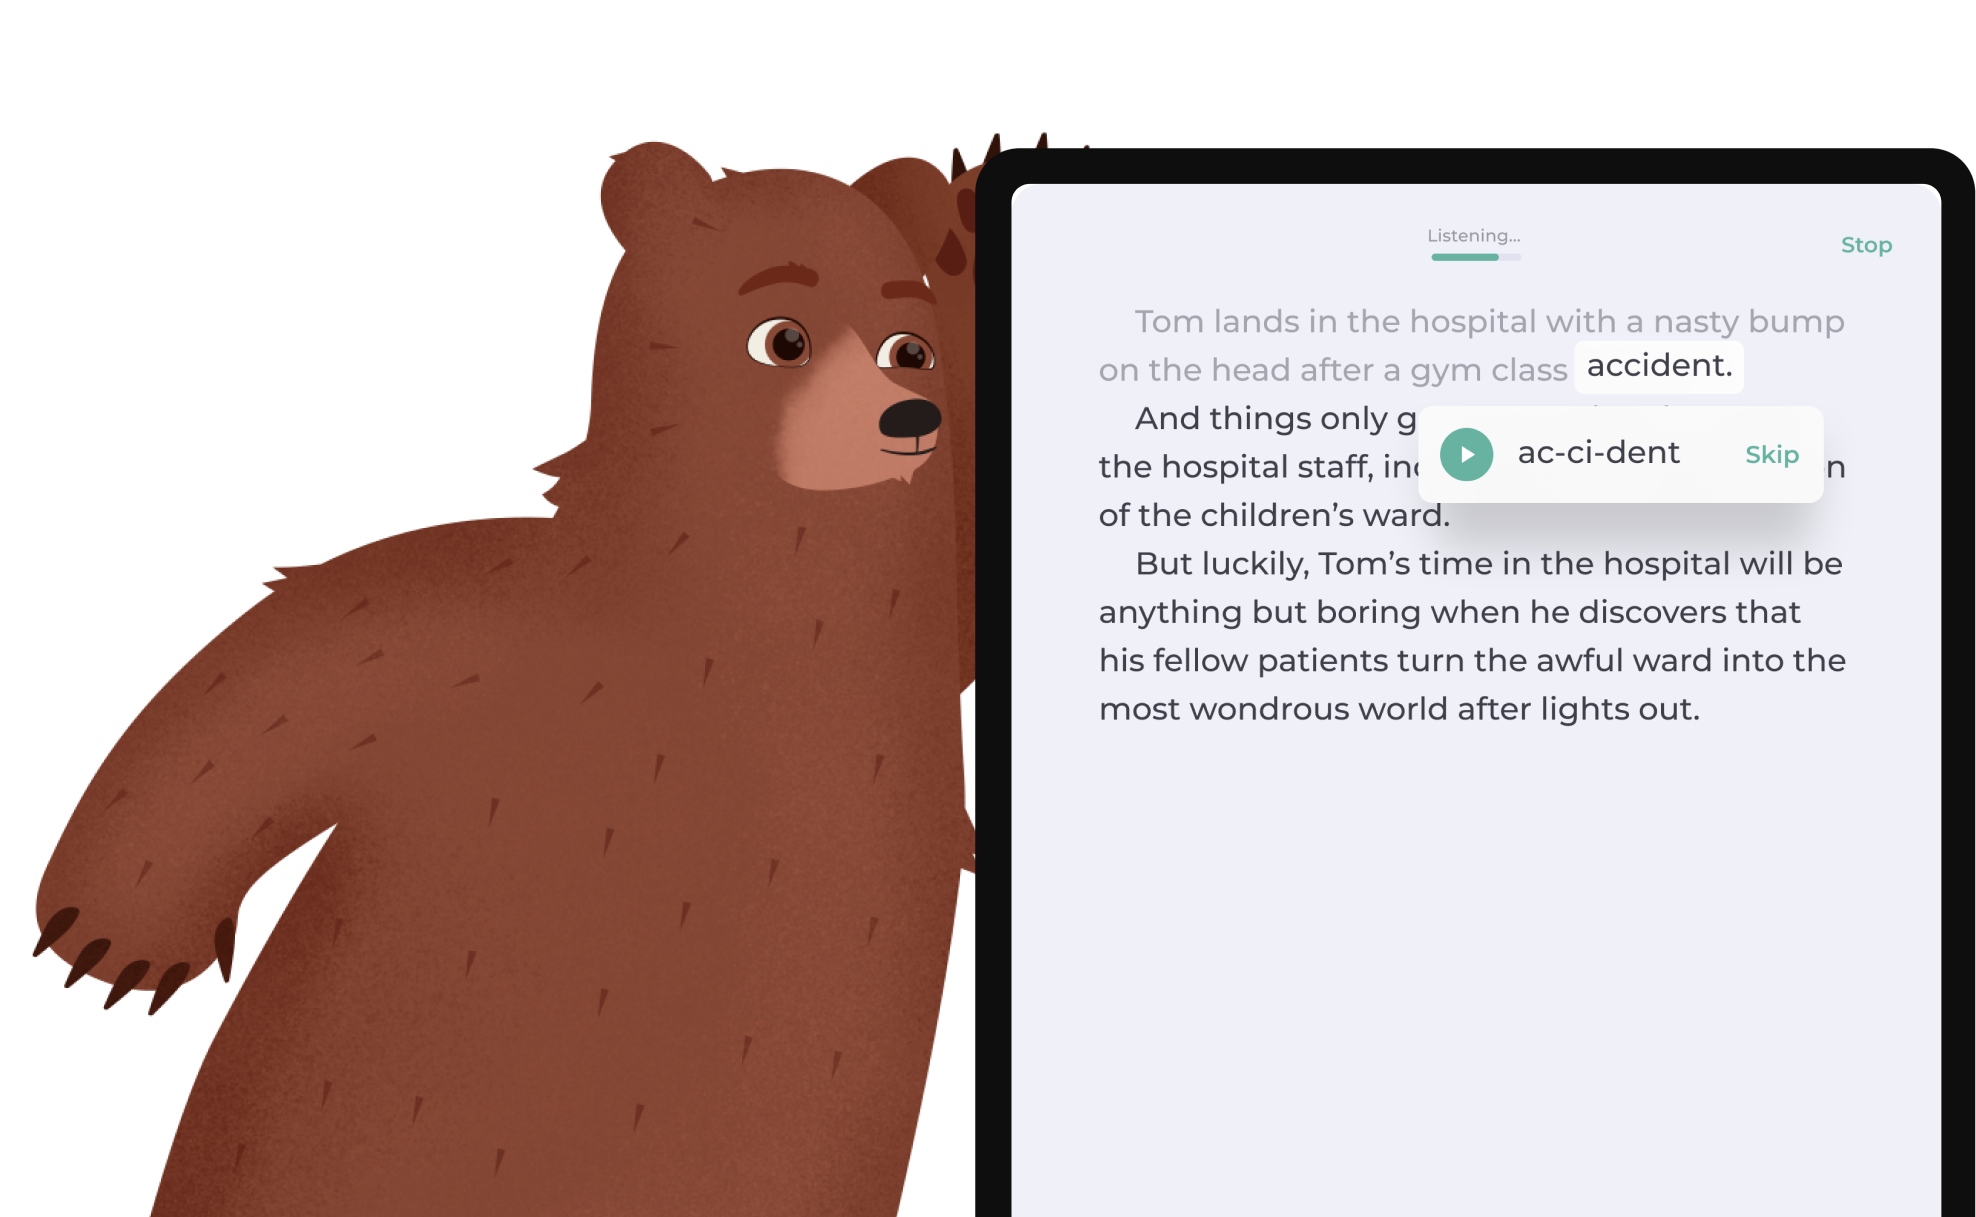 Listening...
Stop
Tom lands in the hospital with a nasty bump
on the head after a gym class accident.
And things only
ac-ci-dent
Skip
the hospital staff,
of the children’s ward.
But luckily, Tom’s time in the hospital will be
anything but boring when he discovers that
his fellow patients turn the awful ward into the
most wondrous world after lights out.